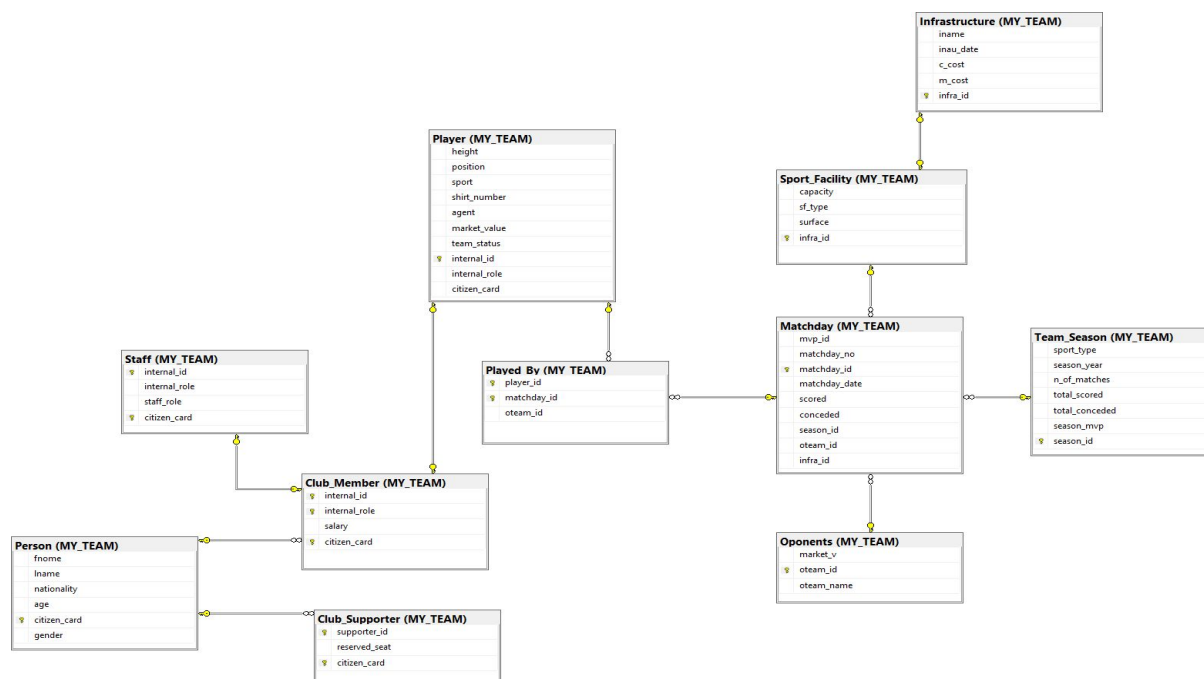 Infrastructure (MY_TEAM)
iname
inau_date
c_cost
m_cost
infra_id
Player (MY_TEAM)
height
position
sport
shirt_number
agent
market_value
team_status
internal_id
internal_role
citizen_card
Sport_Facility (MY_TEAM)
capacity
sf_type
surface
infra_id
Matchday (MY_TEAM)
mvp_id
matchday_no
matchday_id
matchday_date
scored
conceded
season_id
oteam_id
infra_id
Team_Season (MY_TEAM)
sport_type
season_year
n_of_matches
total_scored
total_conceded
season_mvp
season_id
Staff (MY_TEAM)
internal_id
internal_role
staff_role
citizen_card
Played_By (MY_TEAM)
player_id
matchday_id
oteam_id
Club_Member (MY_TEAM)
internal_id
internal_role
salary
citizen_card
Person (MY_TEAM)
fnome
lname
nationality
age
citizen_card
gender
Oponents (MY_TEAM)
market_v
oteam_id
oteam_name
Club_Supporter (MY_TEAM)
supporter_id
reserved_seat
citizen_card